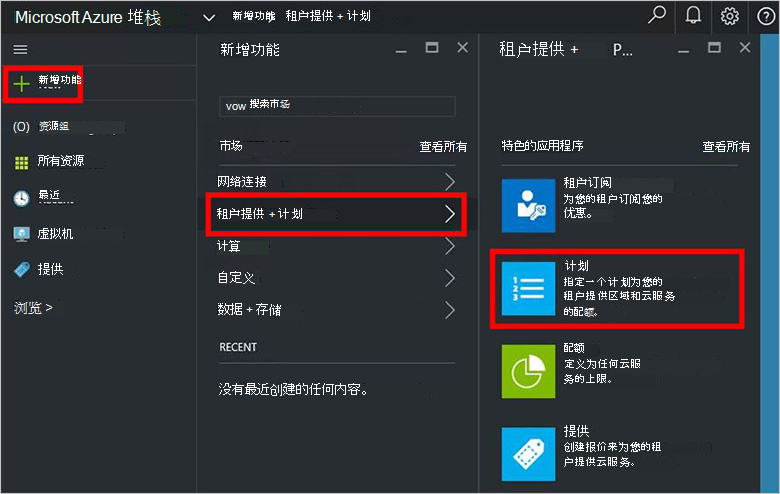 Microsoft Azure 堆栈
新增功能 租户提供 + 计划
新增功能
资源组
所有资源
最近
虚拟机
提供
浏览 >
新增功能
vow 搜索市场
市场 查看所有
网络连接
租户提供 + 计划
计算
自定义
数据 + 存储
RECENT
没有最近创建的任何内容。
租户提供 + P...
特色的应用程序 查看所有
租户订阅
为您的租户订阅您的
优惠。
计划
指定一个计划为您的
租户提供区域和云服务
的配额。
配额
定义为任何云服
务的上限。
提供
创建报价来为您的租
户提供云服务。